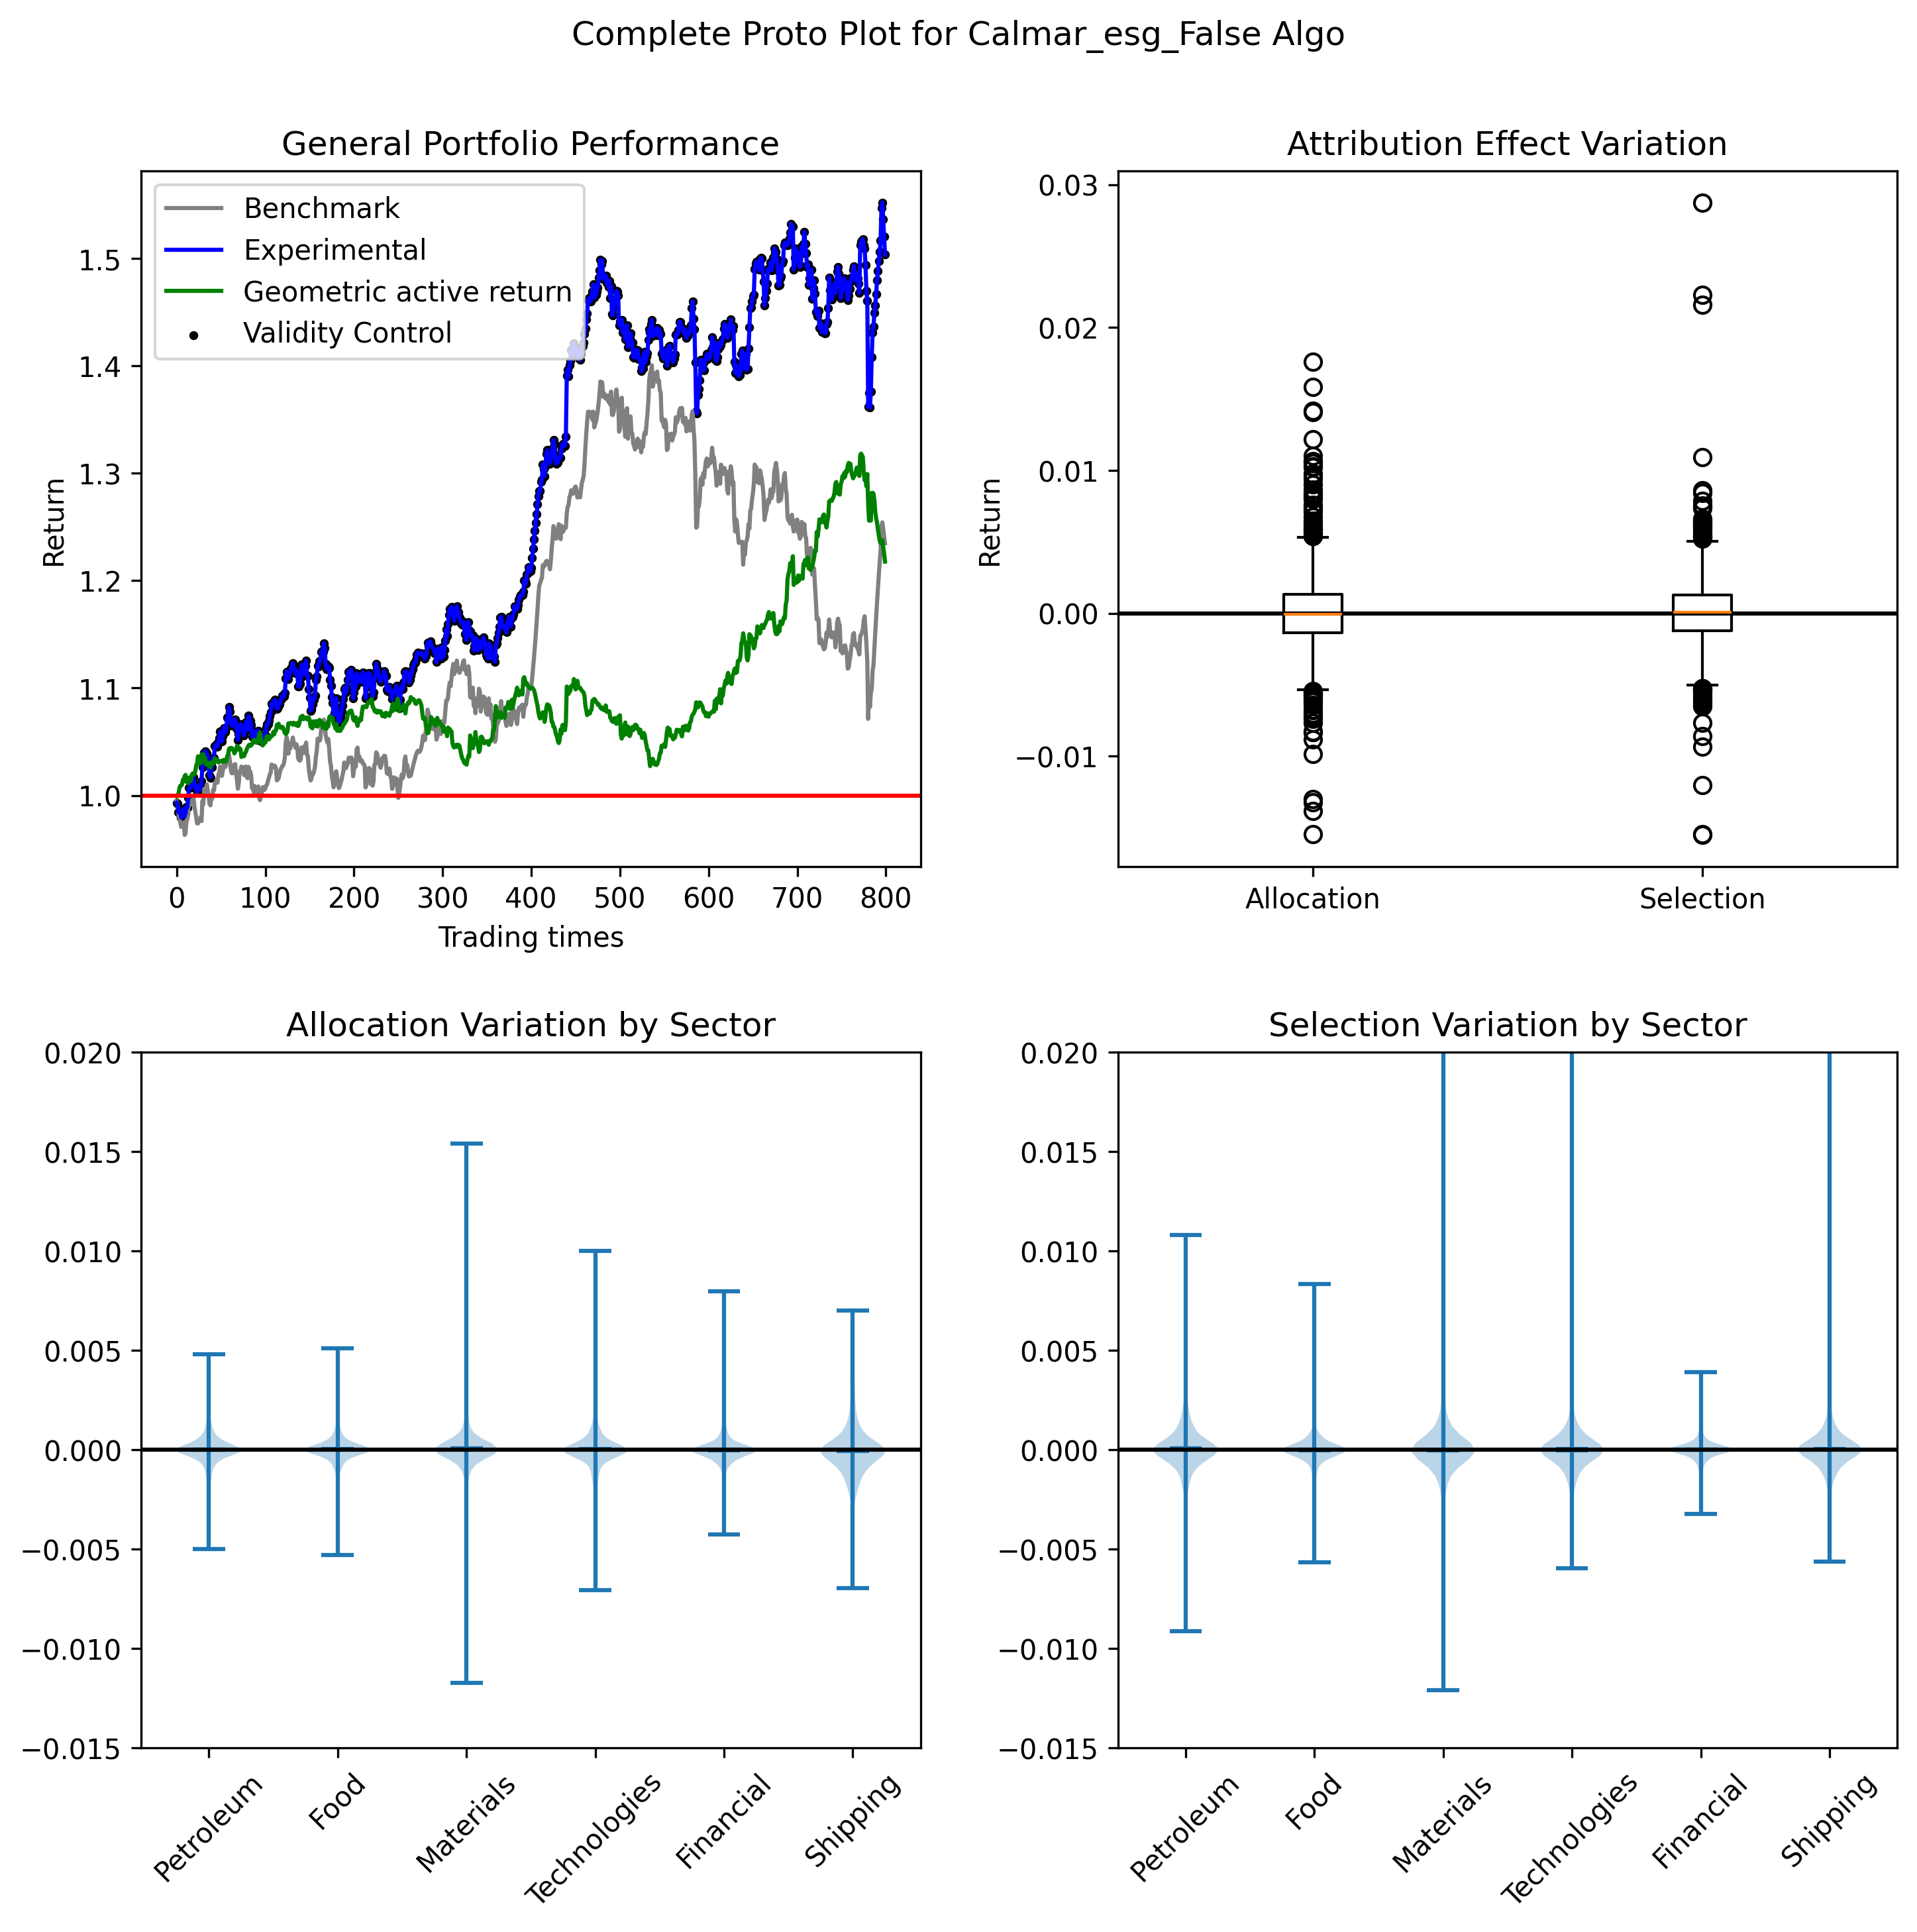 Complete Proto Plot for Calmar_esg_False Algo
General Portfolio Performance
Benchmark
Experimental
Geometric active return
Validity Control
1.5
1.4
1.3
1.2
1.1
1.0
Return
0 100 200 300 400 500 600 700 800
Trading times
Attribution Effect Variation
0.03
0.02
0.01
0.00
−0.01
Return
Allocation Selection
Allocation Variation by Sector
0.020
0.015
0.010
0.005
0.000
−0.005
−0.010
−0.015
Petroleum Food Materials Technologies Financial Shipping
Selection Variation by Sector
0.020
0.015
0.010
0.005
0.000
−0.005
−0.010
−0.015
Petroleum Food Materials Technologies Financial Shipping